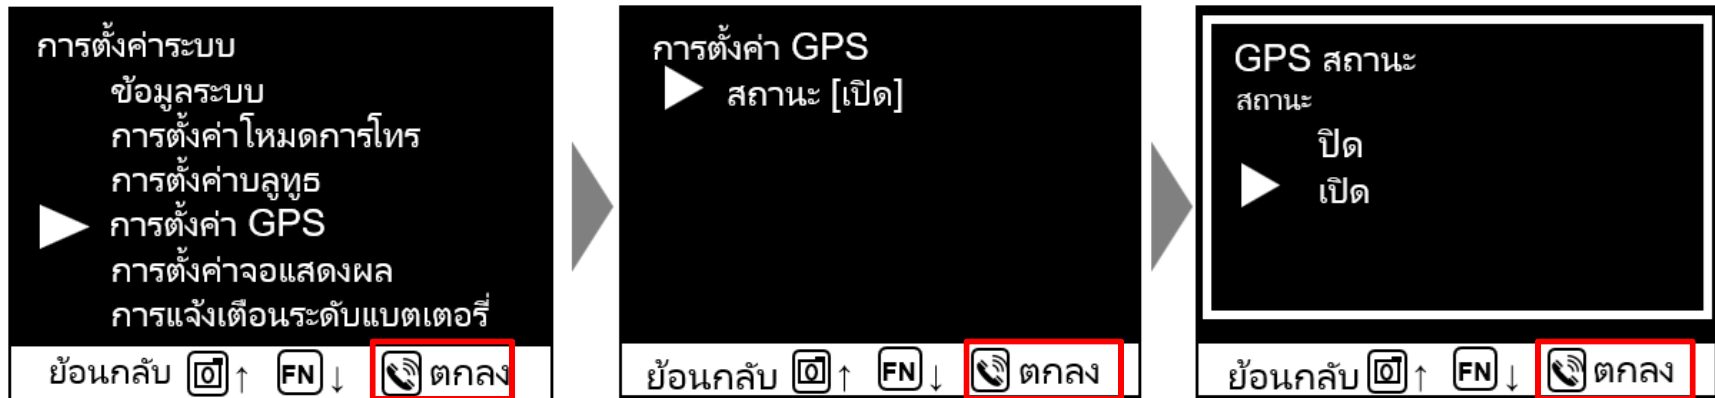 การตั้งค่าระบบ
ข้อมูลระบบ
การตั้งค่าโหมดการโทร
การตั้งค่าบลูทูธ
การตั้งค่า GPS
การตั้งค่าจอแสดงผล
การแจ้งเตือนระดับแบตเตอรี่
ย้อนกลับ ↑ FN ↓ ตกลง
การตั้งค่า GPS
สถานะ [เปิด]
ย้อนกลับ ↑ FN ↓ ตกลง
GPS สถานะ
สถานะ
ปิด
เปิด
ย้อนกลับ ↑ FN ↓ ตกลง